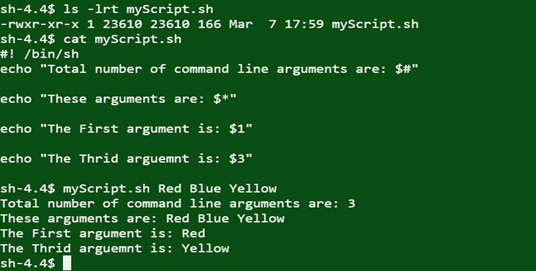 sh-4.4$ ls -lrt myScript.sh
-rwxr-xr-x 1 23610 23610 166 Mar  7 17:59 myScript.sh
sh-4.4$ cat myScript.sh
#! /bin/sh
echo "Total number of command line arguments are: $#"
echo "These arguments are: $*"
echo "The First argument is: $1"
echo "The Thrid arguemnt is: $3"
sh-4.4$ myScript.sh Red Blue Yellow
Total number of command line arguments are: 3
These arguments are: Red Blue Yellow
The First argument is: Red
The Thrid arguemnt is: Yellow
sh-4.4$